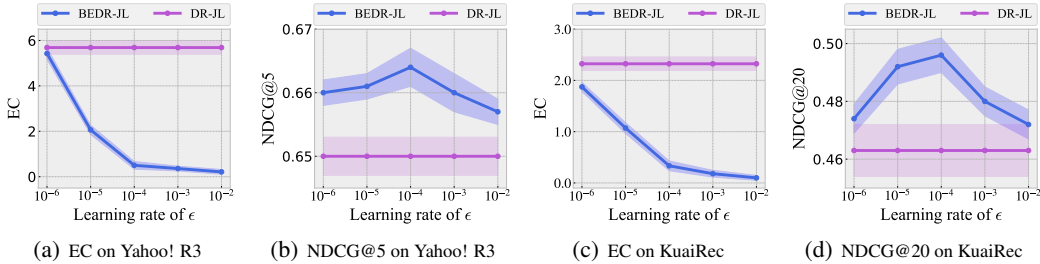 BEDR-JL DR-JL
6
4
2
0
EC
10⁻⁶ 10⁻⁵ 10⁻⁴ 10⁻³ 10⁻²
Learning rate of ϵ
(a) EC on Yahoo! R3
BEDR-JL DR-JL
0.67
0.66
0.65
NDCG@5
10⁻⁶ 10⁻⁵ 10⁻⁴ 10⁻³ 10⁻²
Learning rate of ϵ
(b) NDCG@5 on Yahoo! R3
BEDR-JL DR-JL
3.0
2.0
1.0
0.0
EC
10⁻⁶ 10⁻⁵ 10⁻⁴ 10⁻³ 10⁻²
Learning rate of ϵ
(c) EC on KuaiRec
BEDR-JL DR-JL
0.50
0.48
0.46
NDCG@20
10⁻⁶ 10⁻⁵ 10⁻⁴ 10⁻³ 10⁻²
Learning rate of ϵ
(d) NDCG@20 on KuaiRec